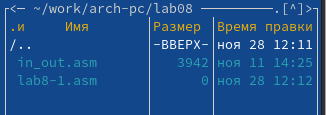 <─ ~/work/arch-pc/lab08 ─.[^]>
.и Имя Размер Время правки
/.. -ВВЕРХ- ноя 28 12:11
in_out.asm 3942 ноя 11 14:25
lab8-1.asm 0 ноя 28 12:12